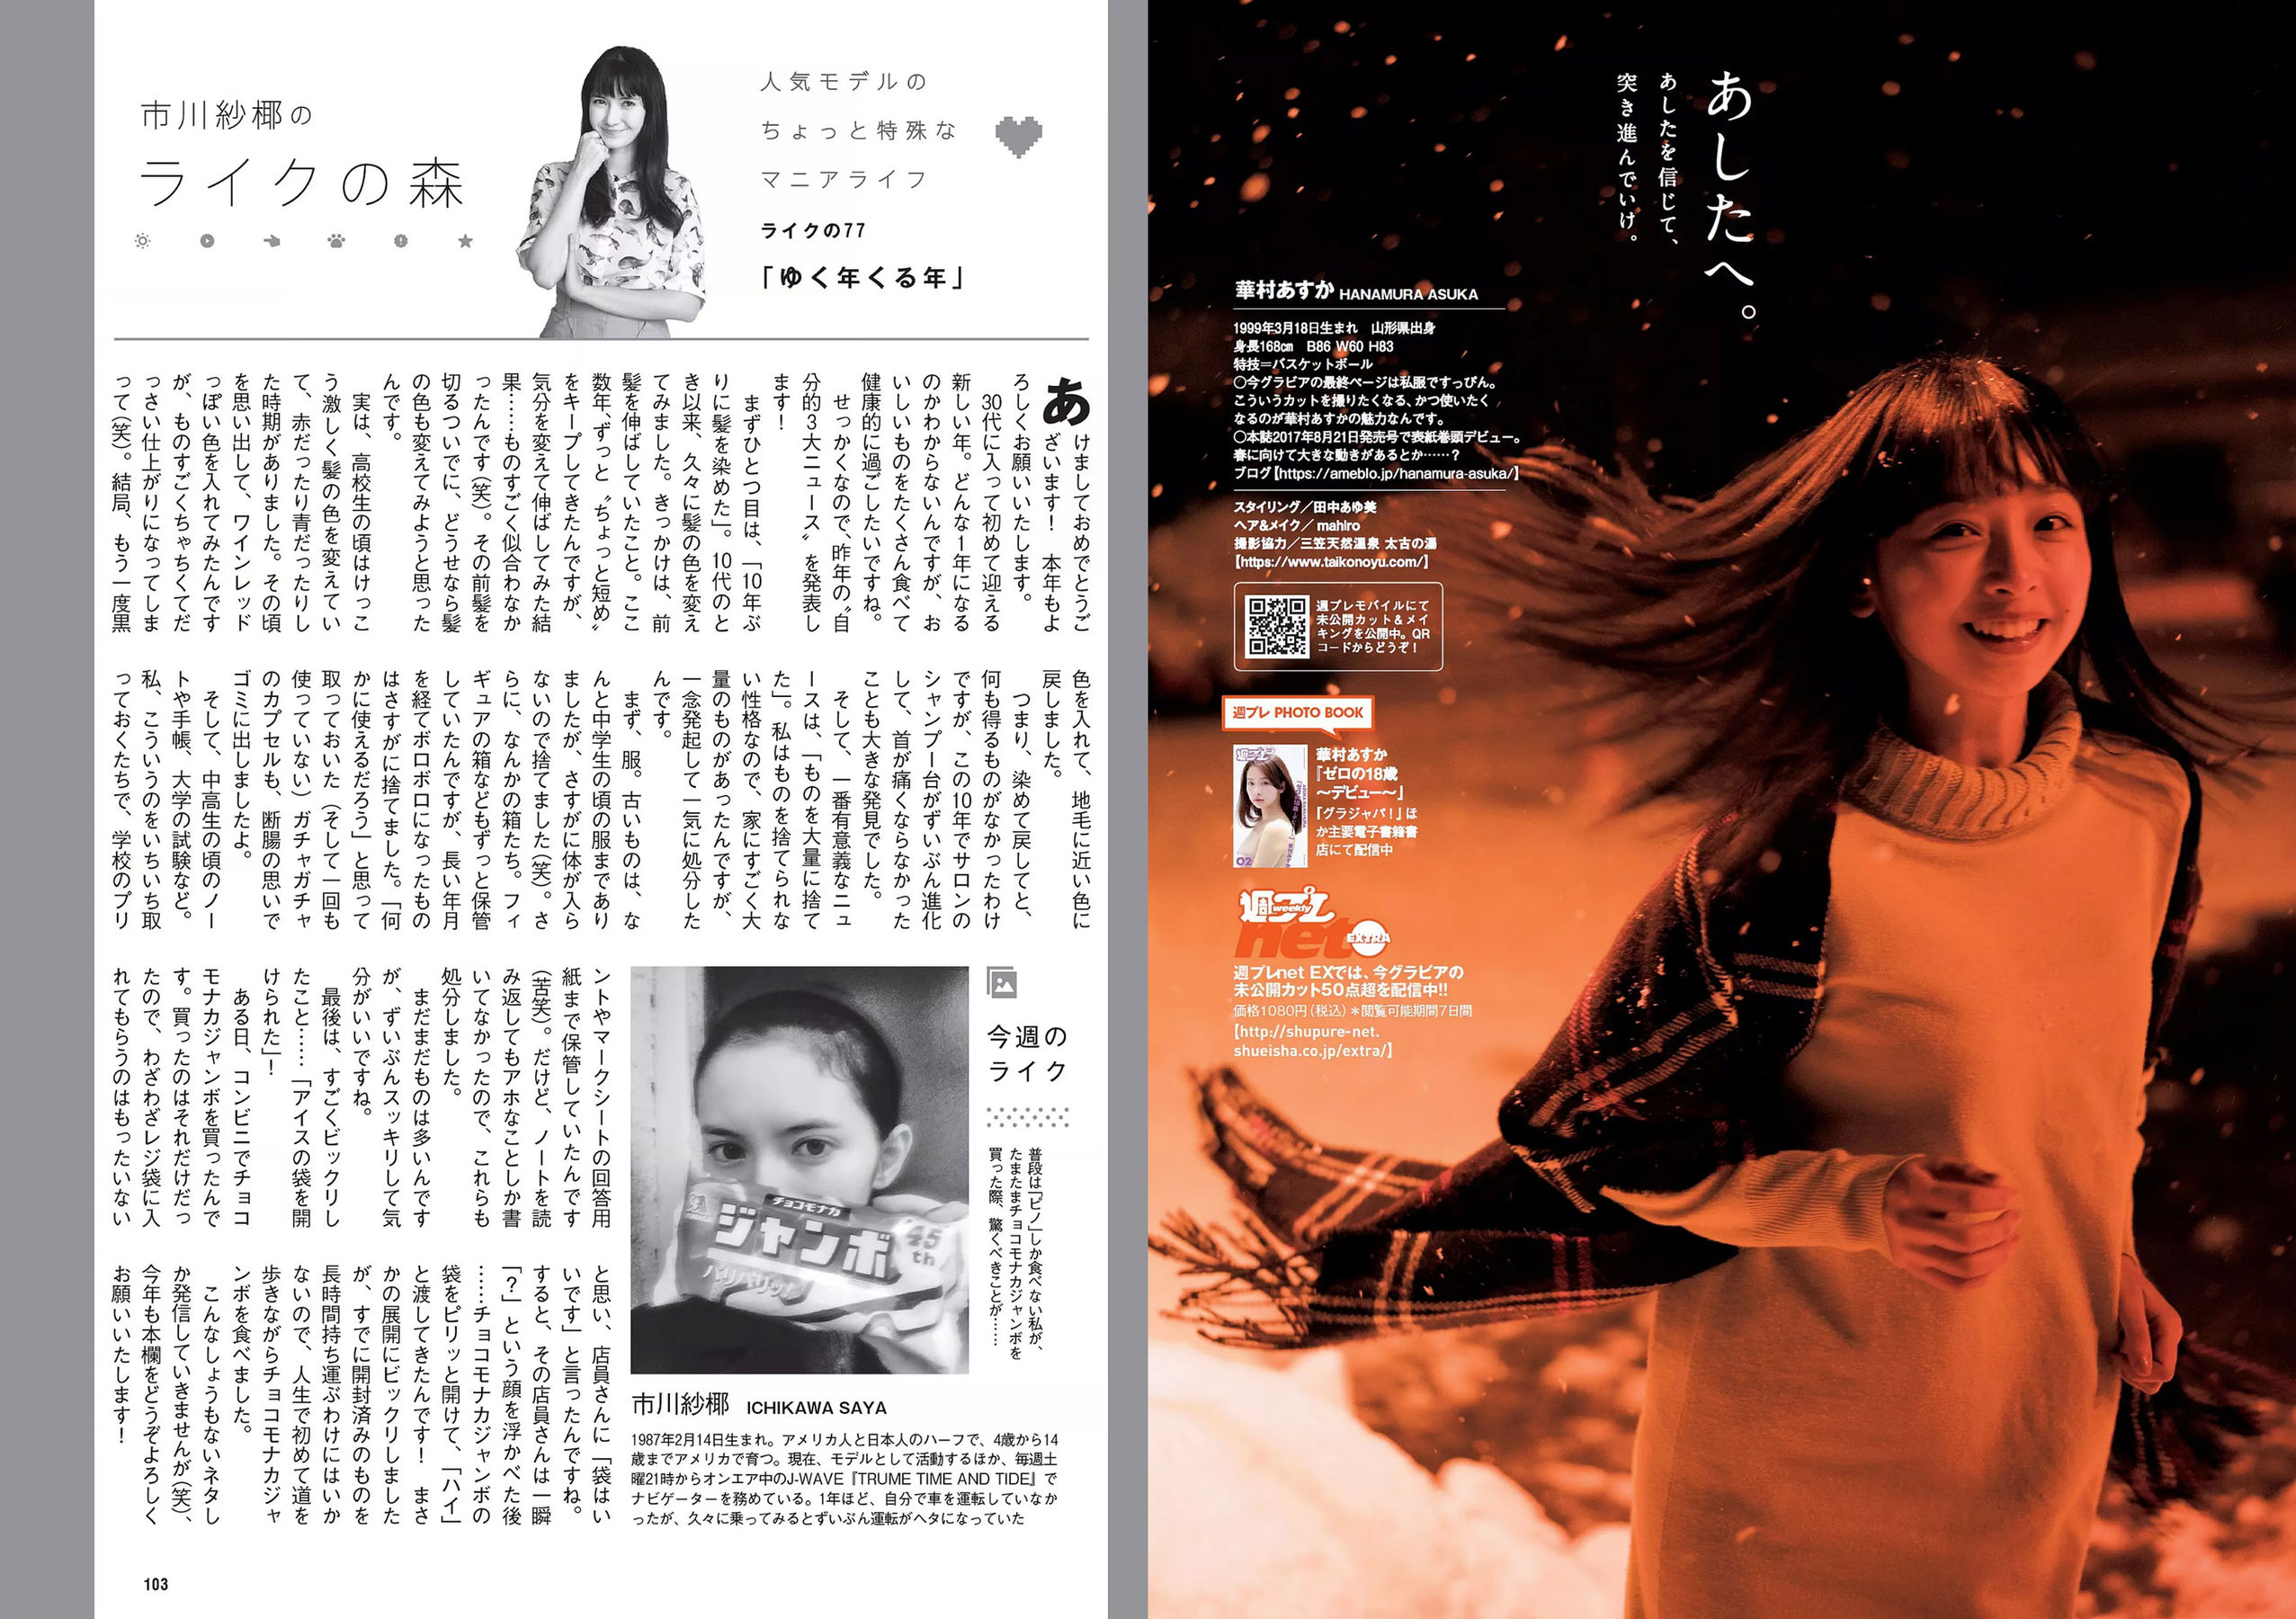 市川紗椰の
ライクの森
人気モデルの
ちょっと特殊な
マニアライフ
ライクの77
「ゆく年くる年」
あけましておめでとうご
ざいます！　本年もよ
ろしくお願いいたします。
30代に入って初めて迎える
新しい年。どんな1年になる
のかわからないんですが、お
いしいものをたくさん食べて
健康的に過ごしたいですね。
せっかくなので、昨年の〝自
分的3大ニュース〟を発表し
ます！
まずひとつ目は、「10年ぶ
りに髪を染めた」。10代のと
き以来、久々に髪の色を変え
てみました。きっかけは、前
髪を伸ばしていたこと。ここ
数年、ずっと〝ちょっと短め〟
をキープしてきたんですが、
気分を変えて伸ばしてみた結
果……ものすごく似合わなか
ったんです（笑）。その前髪を
切るついでに、どうせなら髪
の色も変えてみようと思った
んです。
実は、高校生の頃はけっこ
う激しく髪の色を変えてい
て、赤だったり青だったりし
た時期がありました。その頃
を思い出して、ワインレッド
っぽい色を入れてみたんです
が、ものすごくちゃちくてだ
っさい仕上がりになってしま
って（笑）。結局、もう一度黒
色を入れて、地毛に近い色に
戻しました。
つまり、染めて戻してと、
何も得るものがなかったわけ
ですが、この10年でサロンの
シャンプー台がずいぶん進化
して、首が痛くならなかった
ことも大きな発見でした。
そして、一番有意義なニュ
ースは、「ものを大量に捨て
た」。私はものを捨てられな
い性格なので、家にすごく大
量のものがあったんですが、
一念発起して一気に処分した
んです。
まず、服。古いものは、な
んと中学生の頃の服まであり
ましたが、さすがに体が入ら
ないので捨てました（笑）。さ
らに、なんかの箱たち。フィ
ギュアの箱などもずっと保管
していたんですが、長い年月
を経てボロボロになったもの
はさすがに捨てました。「何
かに使えるだろう」と思って
取っておいた（そして一回も
使っていない）ガチャガチャ
のカプセルも、断腸の思いで
ゴミに出しましたよ。
そして、中高生の頃のノー
トや手帳、大学の試験など。
私、こういうのをいちいち取
っておくたちで、学校のプリ
ントやマークシートの回答用
紙まで保管していたんです
（苦笑）。だけど、ノートを読
み返してもアホなことしか書
いてなかったので、これらも
処分しました。
まだまだものは多いんです
が、ずいぶんスッキリして気
分がいいですね。
最後は、すごくビックリし
たこと……「アイスの袋を開
けられた」！
ある日、コンビニでチョコ
モナカジャンボを買ったんで
す。買ったのはそれだけだっ
たので、わざわざレジ袋に入
れてもらうのはもったいない
と思い、店員さんに「袋はい
いです」と言ったんですね。
すると、その店員さんは一瞬
「？」という顔を浮かべた後
……チョコモナカジャンボの
袋をピリッと開けて、「ハイ」
と渡してきたんです！　まさ
かの展開にビックリしました
が、すでに開封済みのものを
長時間持ち運ぶわけにはいか
ないので、人生で初めて道を
歩きながらチョコモナカジャ
ンボを食べました。
こんなしょうもないネタし
か発信していきませんが（笑）、
今年も本欄をどうぞよろしく
お願いいたします！
今週の
ライク
普段は「ピノ」しか食べない私が、
たまたまチョコモナカジャンボを
買った際、驚くべきことが……
チョコモナカ
ジャンボ
パリパリッ！
45th
市川紗椰 ICHIKAWA SAYA
1987年2月14日生まれ。アメリカ人と日本人のハーフで、4歳から14
歳までアメリカで育つ。現在、モデルとして活動するほか、毎週土
曜21時からオンエア中のJ-WAVE『TRUME TIME AND TIDE』で
ナビゲーターを務めている。1年ほど、自分で車を運転していなか
ったが、久々に乗ってみるとずいぶん運転がヘタになっていた
103
あしたへ。
あしたを信じて、
突き進んでいけ。
華村あすか HANAMURA ASUKA
1999年3月18日生まれ　山形県出身
身長168㎝　B86 W60 H83
特技＝バスケットボール
○今グラビアの最終ページは私服ですっぴん。
こういうカットを撮りたくなる、かつ使いたく
なるのが華村あすかの魅力なんです。
○本誌2017年8月21日発売号で表紙巻頭デビュー。
春に向けて大きな動きがあるとか……？
ブログ【https://ameblo.jp/hanamura-asuka/】
スタイリング／田中あゆ美
ヘア&メイク／mahiro
撮影協力／三笠天然温泉 太古の湯
【https://www.taikonoyu.com/】
週プレモバイルにて
未公開カット＆メイ
キングを公開中。QR
コードからどうぞ！
週プレ PHOTO BOOK
華村あすか
『ゼロの18歳
〜デビュー〜』
「グラジャパ！」ほ
か主要電子書籍書
店にて配信中
週プレ
weekly
net
EXTRA
週プレnet EXでは、今グラビアの
未公開カット50点超を配信中!!
価格1080円（税込）＊閲覧可能期間7日間
【http://shupure-net.
shueisha.co.jp/extra/】